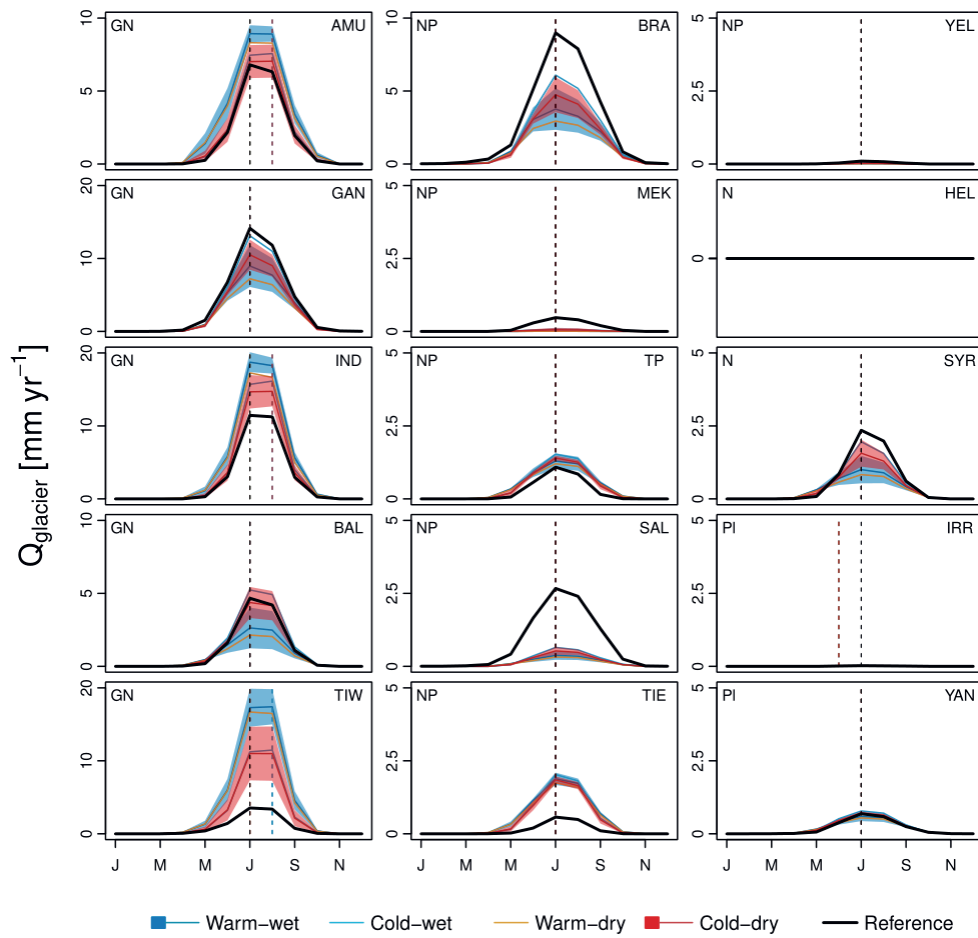 Q_glacier [mm yr⁻¹]
GN AMU
0 5 10
NP BRA
0 5 10
NP YEL
0 2.5 5
GN GAN
0 10 20
NP MEK
0 2.5 5
N HEL
0
GN IND
0 10 20
NP TP
0 2.5 5
N SYR
0 2.5 5
GN BAL
0 5 10
NP SAL
0 2.5 5
PI IRR
0 2.5 5
GN TIW
0 10 20
NP TIE
0 2.5 5
PI YAN
0 2.5 5
J M M J S N
J M M J S N
J M M J S N
Warm-wet Cold-wet Warm-dry Cold-dry Reference